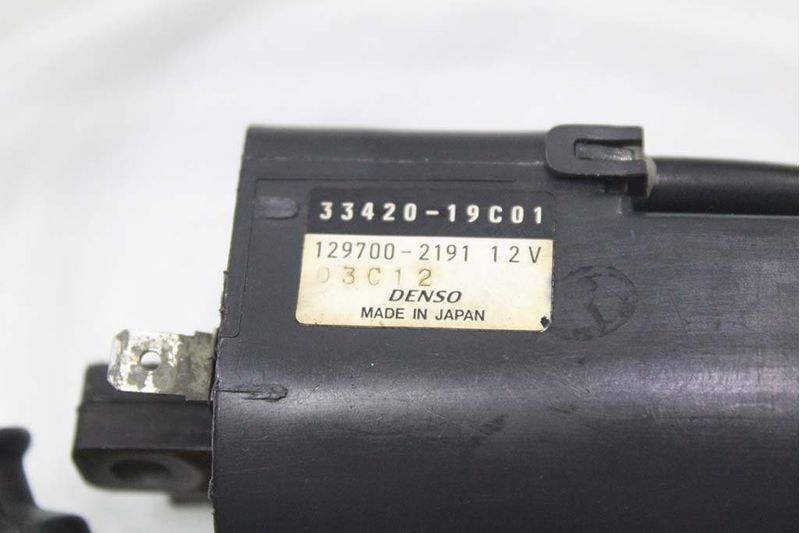 33420-19C01
129700-2191 12V
03C12
DENSO
MADE IN JAPAN